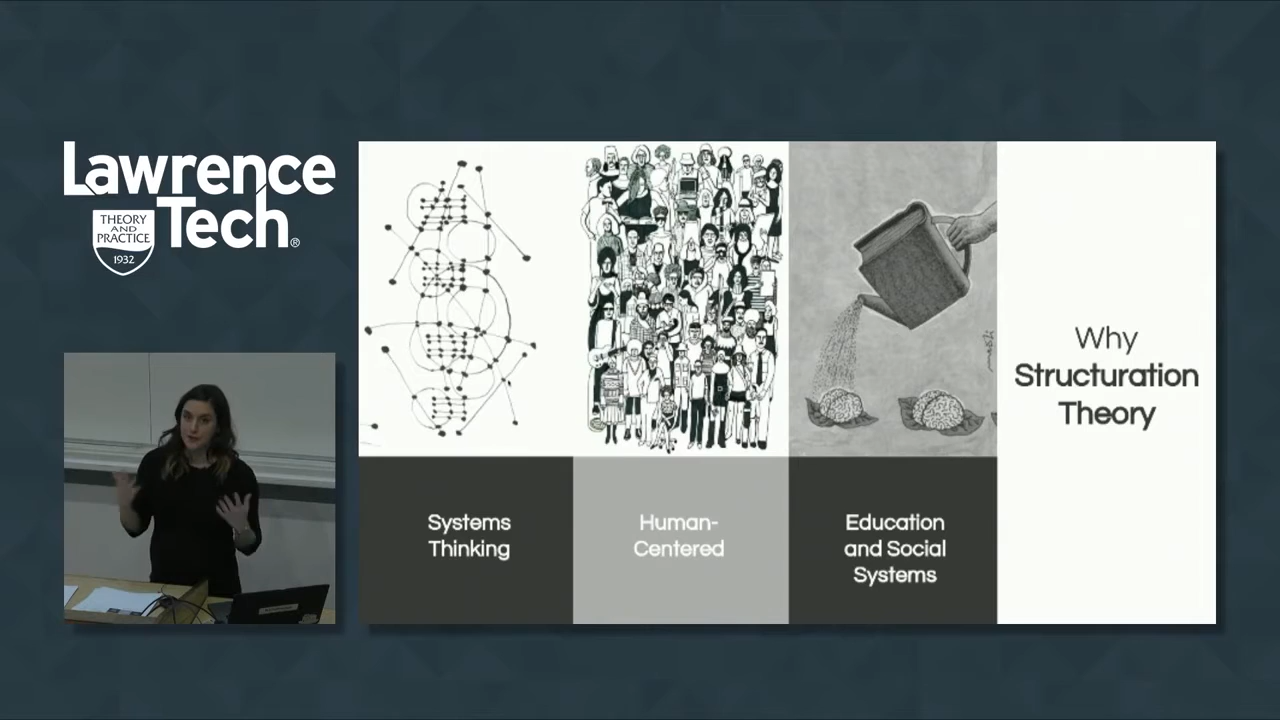 Lawrence
Tech®
THEORY
AND
PRACTICE
1932
Why
Structuration
Theory
Systems
Thinking
Human-
Centered
Education
and Social
Systems